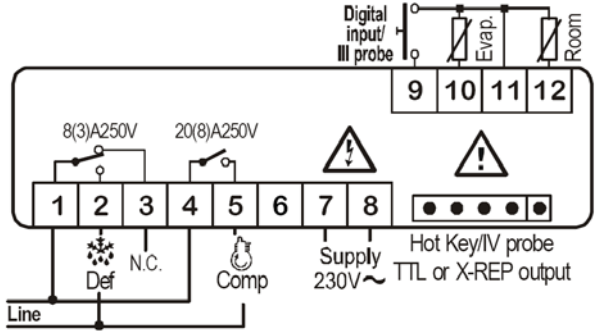 Digital
input/
III probe
Evap.
Room
9 10 11 12
8(3)A250V
20(8)A250V
1 2 3 4 5 6 7 8
Def
N.C.
Comp
Supply
230V~
Hot Key/IV probe
TTL or X-REP output
Line